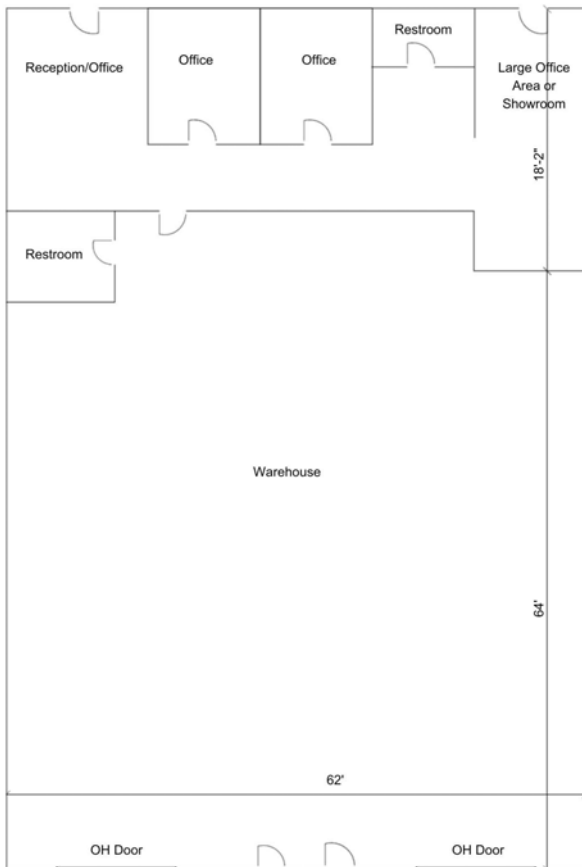 Restroom
Reception/Office
Office
Office
Large Office
Area or
Showroom
18'-2"
Restroom
Warehouse
64'
62'
OH Door
OH Door